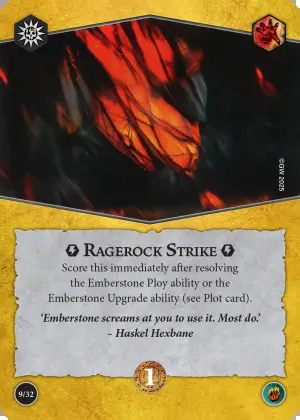 ©GW 2025
RAGEROCK STRIKE
Score this immediately after resolving
the Emberstone Ploy ability or the
Emberstone Upgrade ability (see Plot card).
‘Emberstone screams at you to use it. Most do.’
– Haskel Hexbane
1
9/32